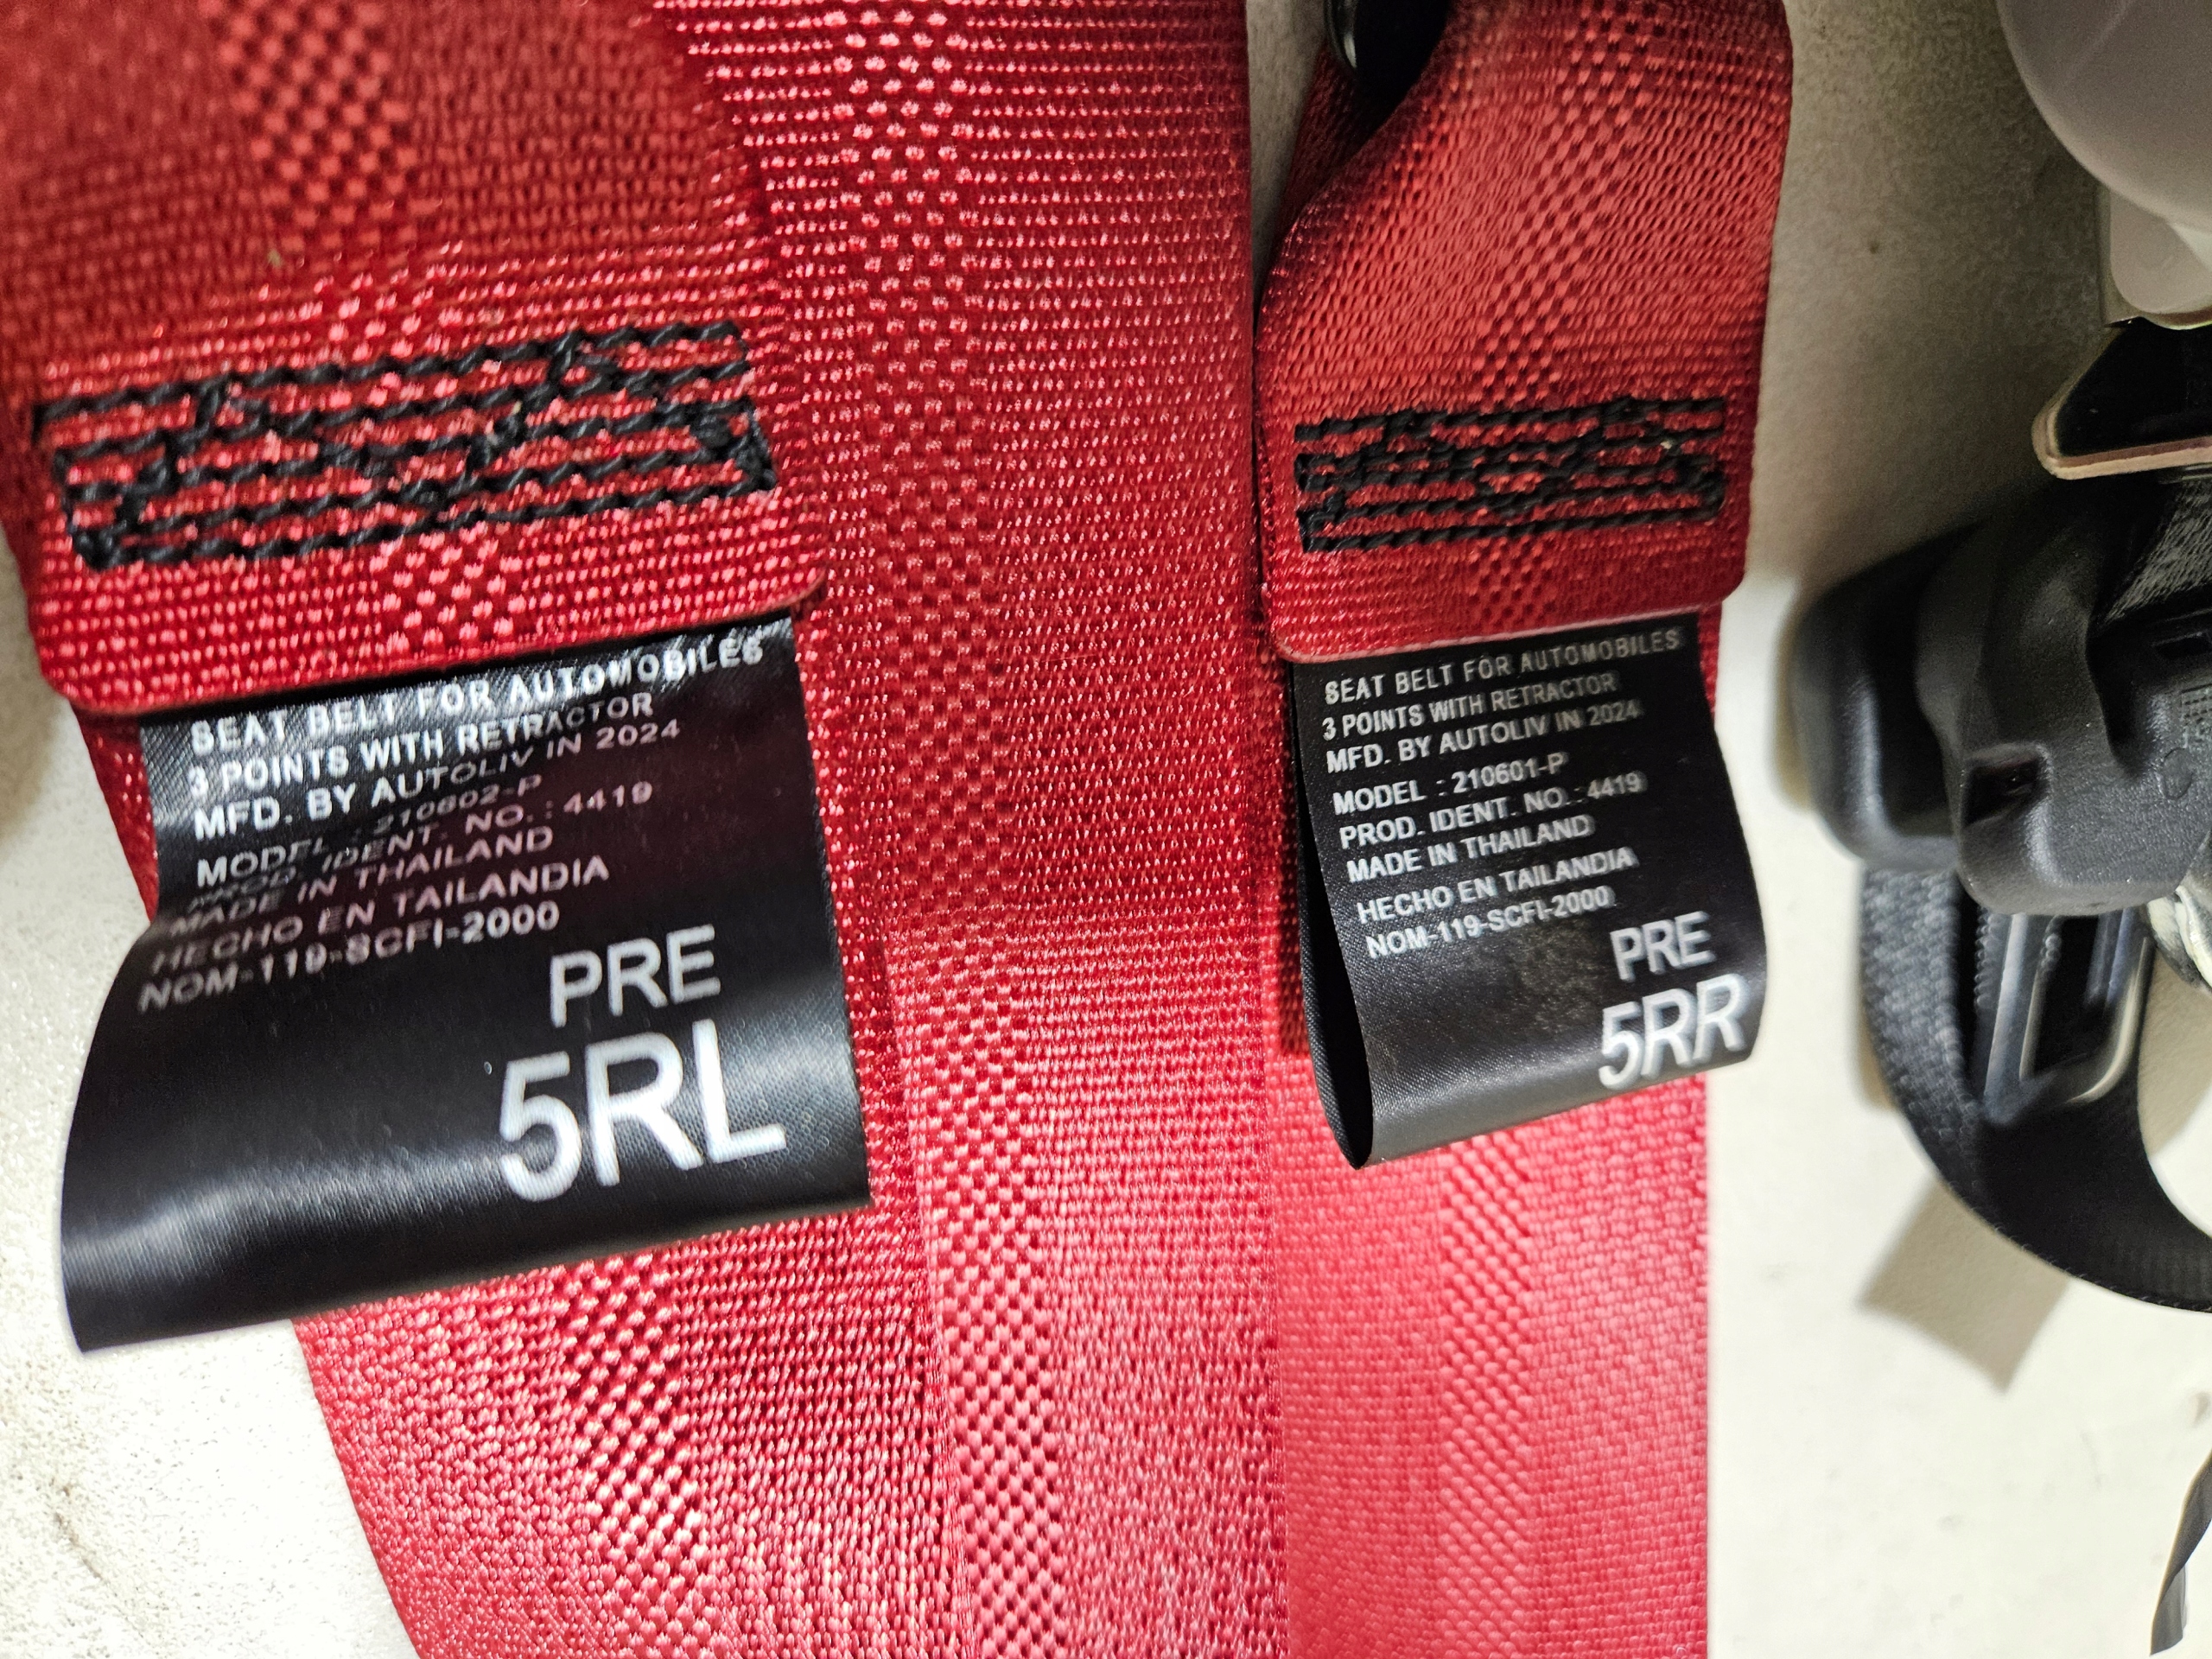 SEAT BELT FOR AUTOMOBILES
3 POINTS WITH RETRACTOR
MFD. BY AUTOLIV IN 2024
MODEL : 210602-P
PROD. IDENT. NO. : 4419
MADE IN THAILAND
HECHO EN TAILANDIA
NOM-119-SCFI-2000
PRE
5RL
SEAT BELT FOR AUTOMOBILES
3 POINTS WITH RETRACTOR
MFD. BY AUTOLIV IN 2024
MODEL : 210601-P
PROD. IDENT. NO. : 4419
MADE IN THAILAND
HECHO EN TAILANDIA
NOM-119-SCFI-2000
PRE
5RR